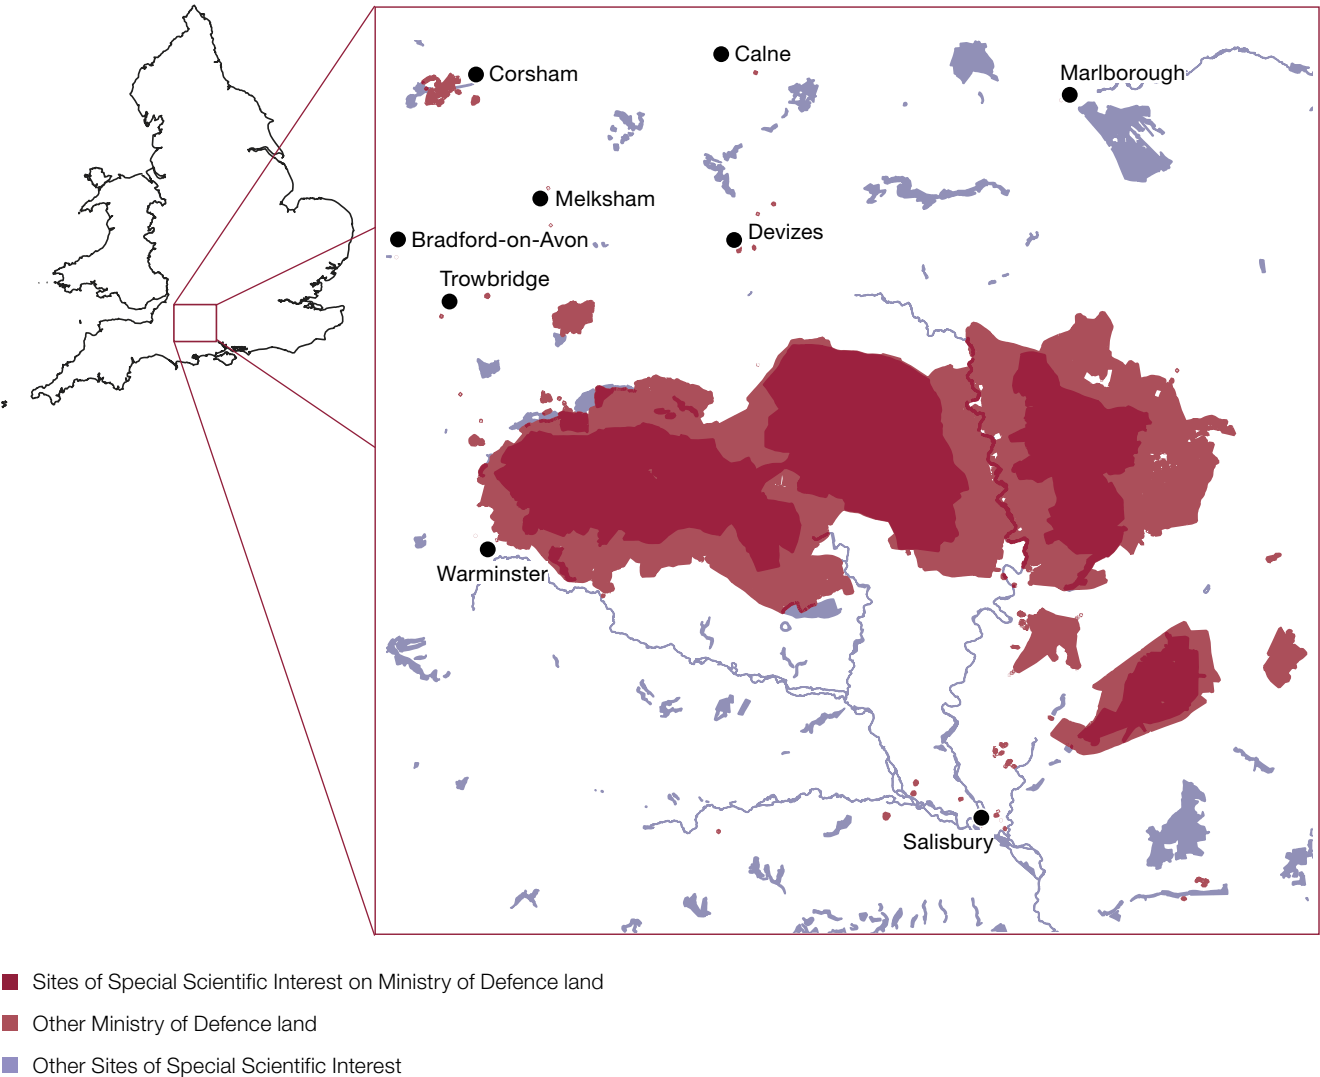 Calne
Corsham
Marlborough
Melksham
Devizes
Bradford-on-Avon
Trowbridge
Warminster
Salisbury
Sites of Special Scientific Interest on Ministry of Defence land
Other Ministry of Defence land
Other Sites of Special Scientific Interest